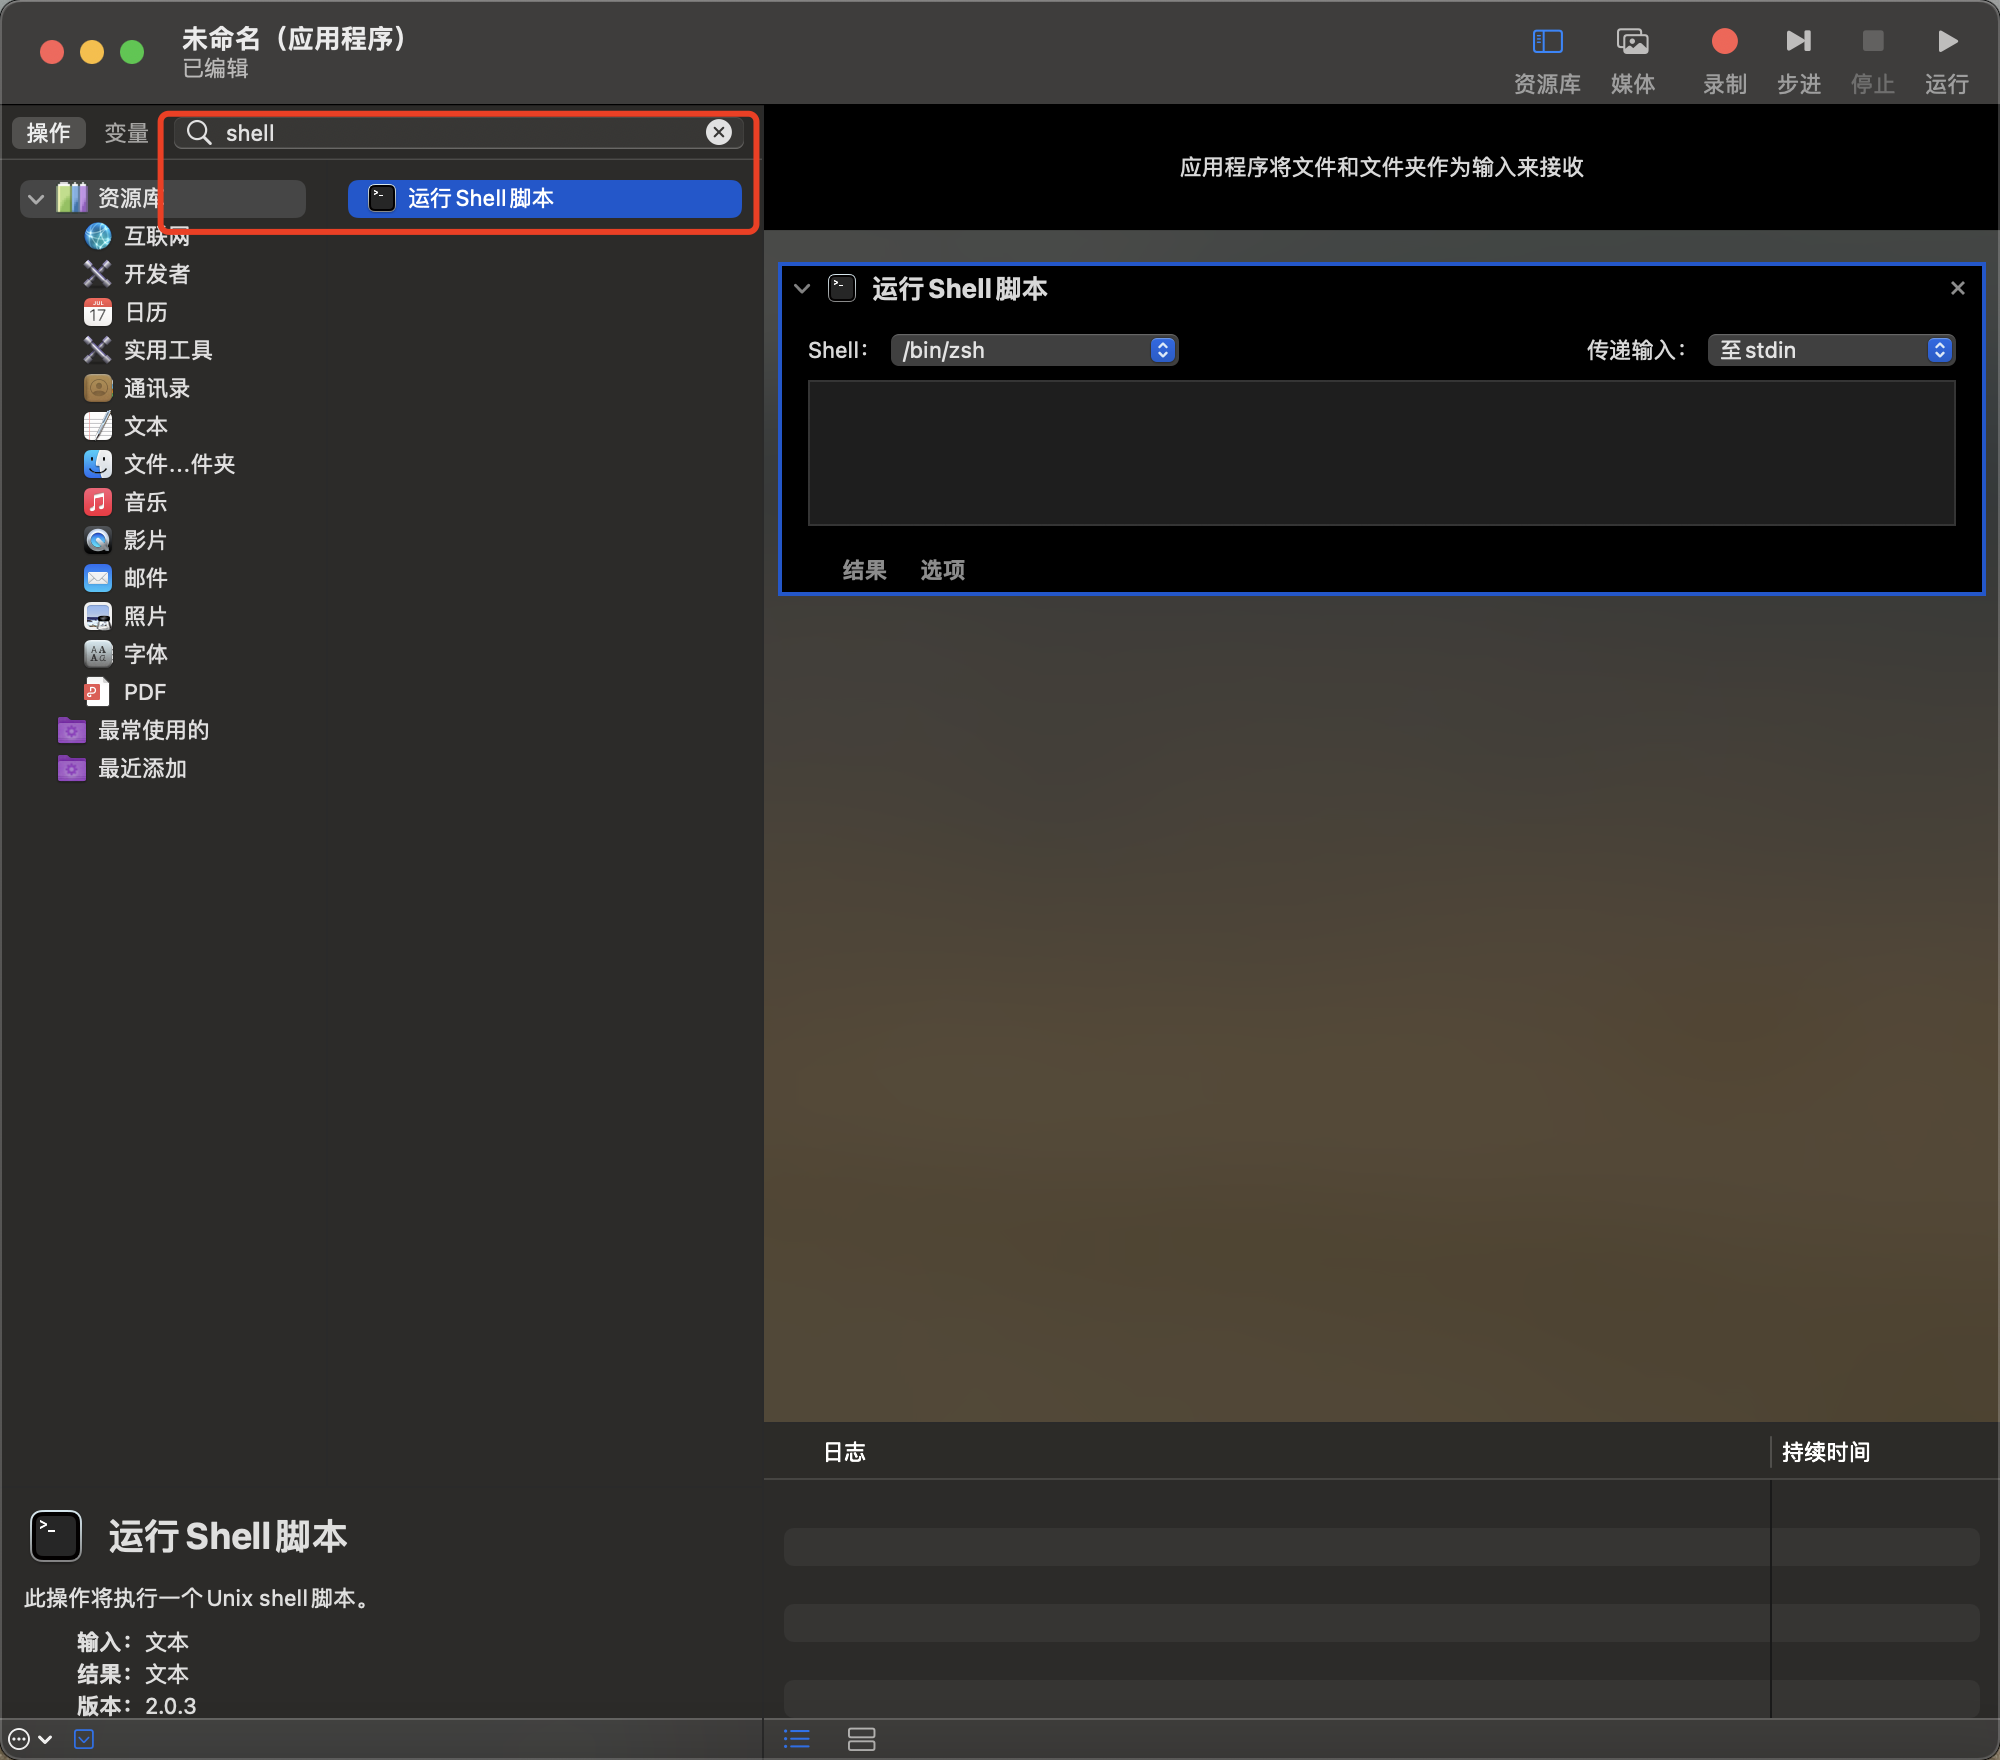 未命名（应用程序）
已编辑
资源库
媒体
录制
步进
停止
运行
操作
变量
shell
资源库
互联网
开发者
日历
实用工具
通讯录
文本
文件...件夹
音乐
影片
邮件
照片
字体
PDF
最常使用的
最近添加
运行 Shell 脚本
应用程序将文件和文件夹作为输入来接收
运行 Shell 脚本
Shell： /bin/zsh
传递输入： 至 stdin
结果 选项
日志 持续时间
运行 Shell 脚本
此操作将执行一个 Unix shell 脚本。
输入： 文本
结果： 文本
版本： 2.0.3
JUL
17